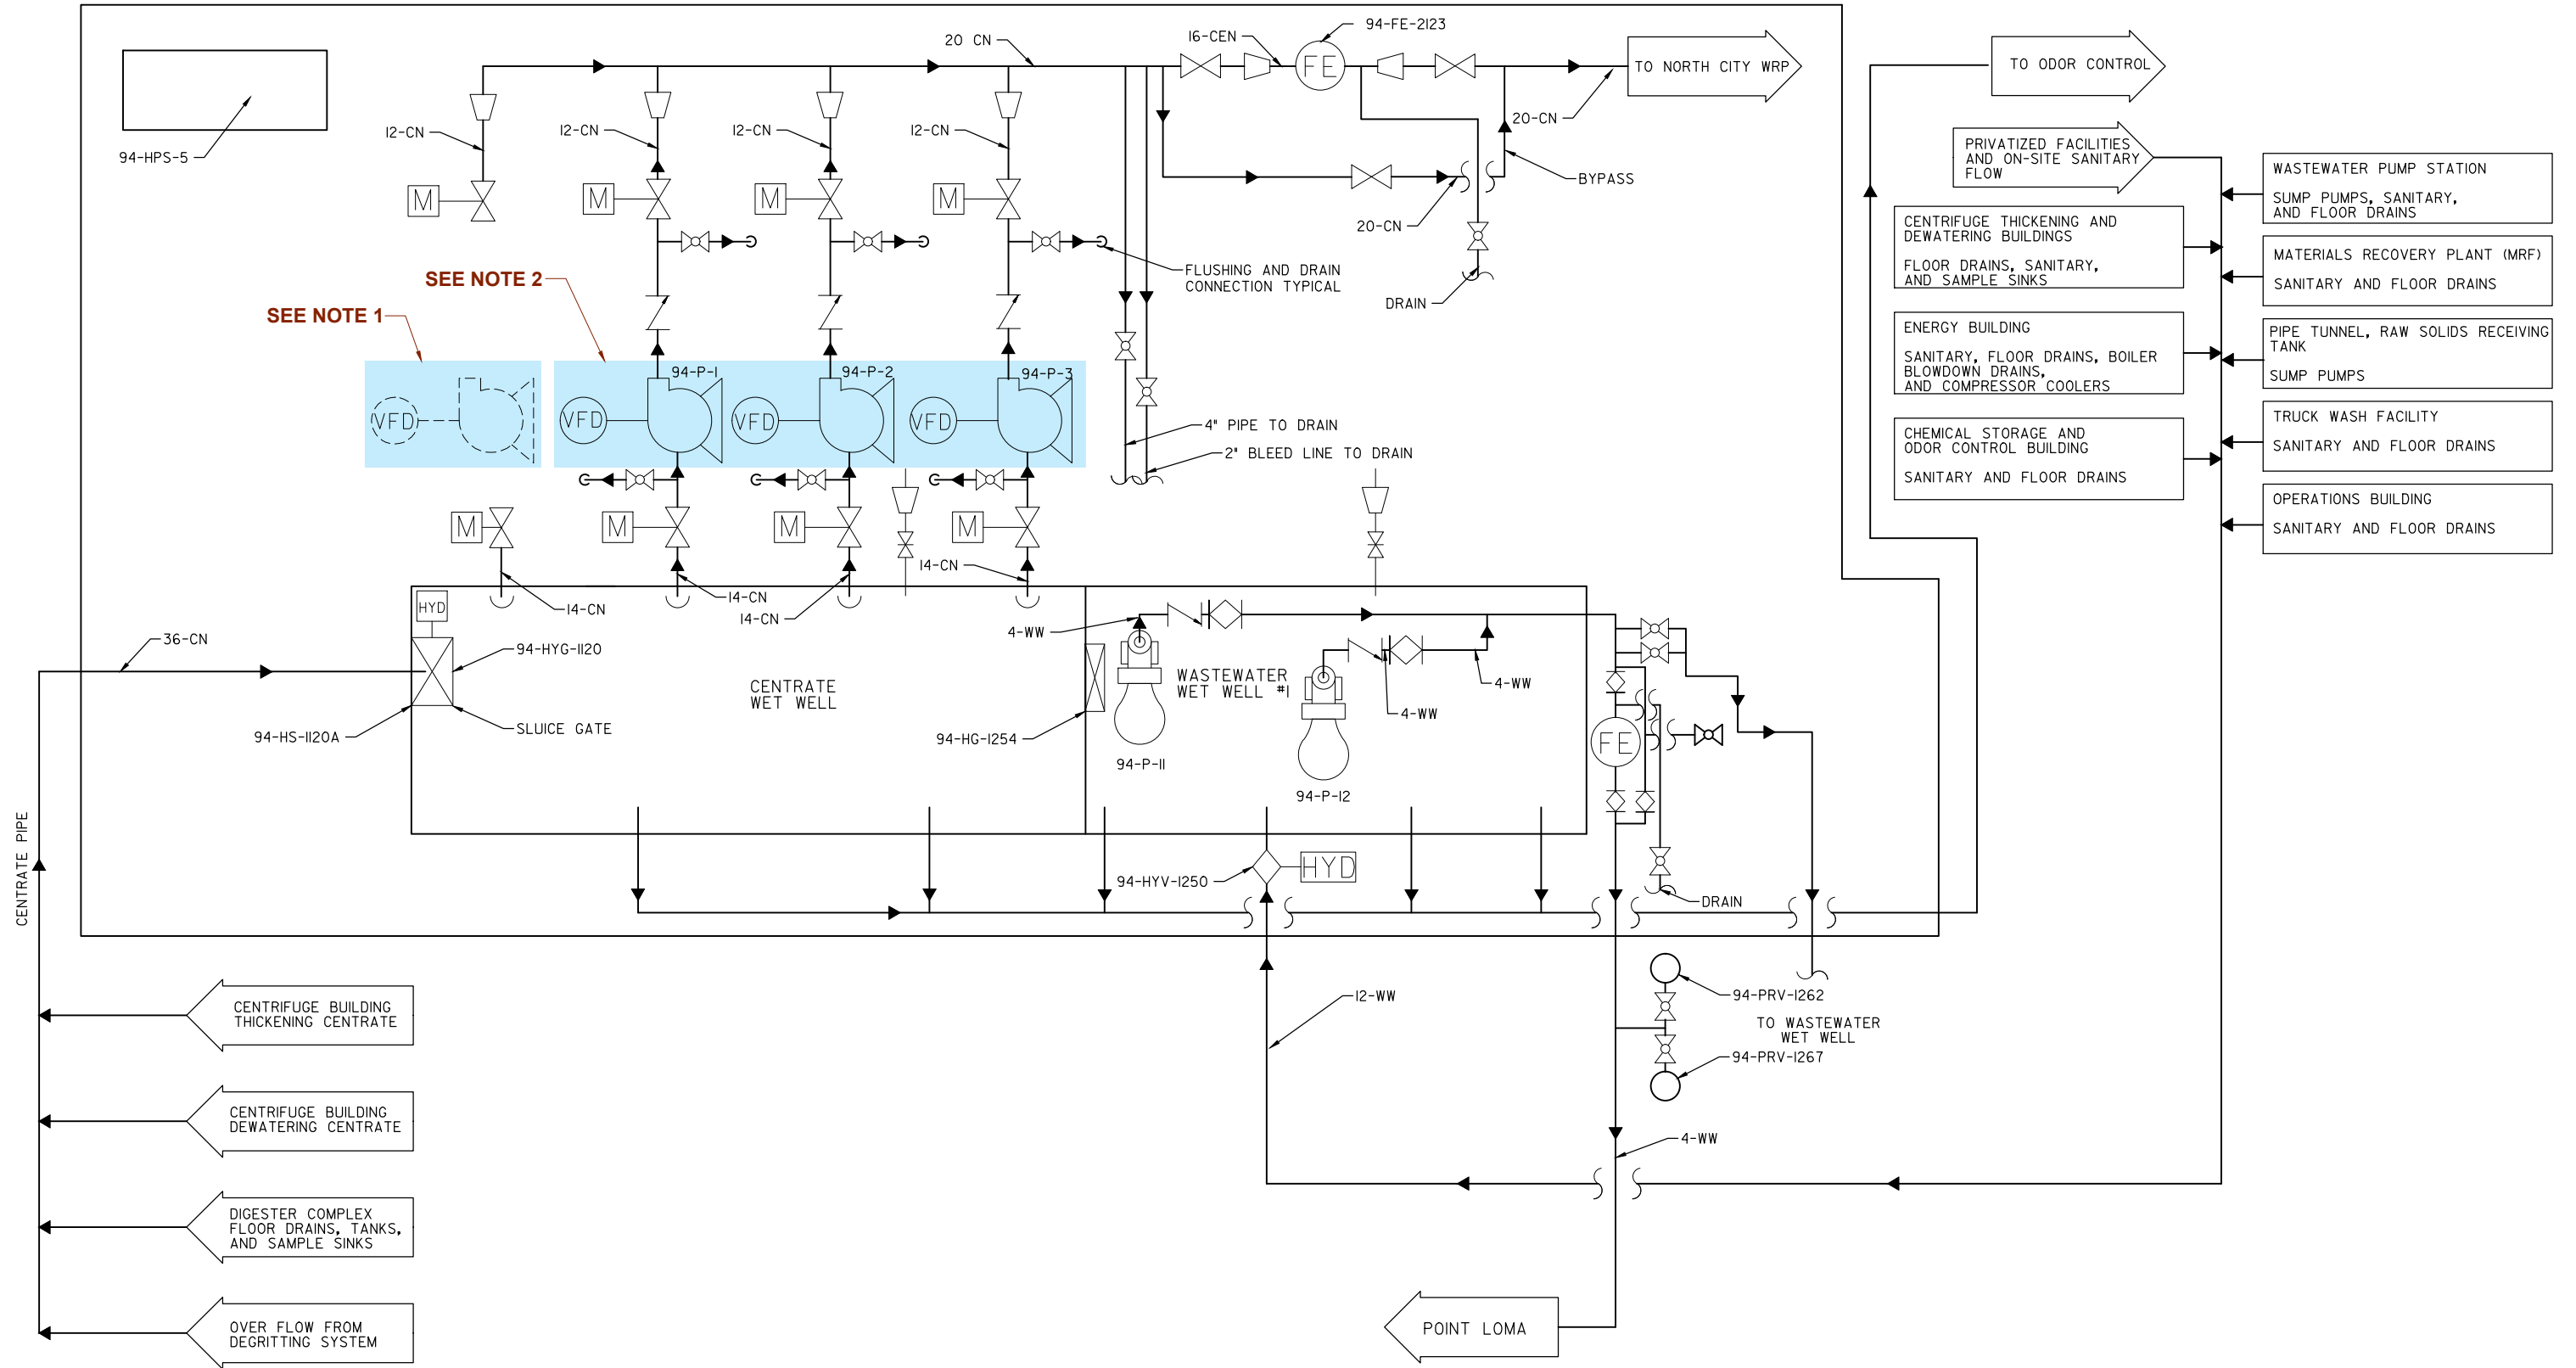 20 CN
16-CEN
94-FE-2123
FE
TO NORTH CITY WRP
TO ODOR CONTROL
94-HPS-5
12-CN
12-CN
12-CN
12-CN
20-CN
M
M
M
M
BYPASS
20-CN
FLUSHING AND DRAIN
CONNECTION TYPICAL
DRAIN
SEE NOTE 2
SEE NOTE 1
94-P-1
94-P-2
94-P-3
VFD
VFD
VFD
VFD
4" PIPE TO DRAIN
2" BLEED LINE TO DRAIN
M
M
M
M
14-CN
14-CN
14-CN
14-CN
PRIVATIZED FACILITIES
AND ON-SITE SANITARY
FLOW
WASTEWATER PUMP STATION
SUMP PUMPS, SANITARY,
AND FLOOR DRAINS
CENTRIFUGE THICKENING AND
DEWATERING BUILDINGS
FLOOR DRAINS, SANITARY,
AND SAMPLE SINKS
MATERIALS RECOVERY PLANT (MRF)
SANITARY AND FLOOR DRAINS
ENERGY BUILDING
SANITARY, FLOOR DRAINS, BOILER
BLOWDOWN DRAINS,
AND COMPRESSOR COOLERS
PIPE TUNNEL, RAW SOLIDS RECEIVING
TANK
SUMP PUMPS
CHEMICAL STORAGE AND
ODOR CONTROL BUILDING
SANITARY AND FLOOR DRAINS
TRUCK WASH FACILITY
SANITARY AND FLOOR DRAINS
OPERATIONS BUILDING
SANITARY AND FLOOR DRAINS
HYD
36-CN
94-HYG-1120
94-HS-1120A
SLUICE GATE
CENTRATE
WET WELL
4-WW
WASTEWATER
WET WELL #1
94-HG-1254
94-P-11
4-WW
4-WW
94-P-12
FE
94-HYV-1250
HYD
DRAIN
CENTRATE PIPE
12-WW
94-PRV-1262
TO WASTEWATER
WET WELL
94-PRV-1267
4-WW
CENTRIFUGE BUILDING
THICKENING CENTRATE
CENTRIFUGE BUILDING
DEWATERING CENTRATE
DIGESTER COMPLEX
FLOOR DRAINS, TANKS,
AND SAMPLE SINKS
OVER FLOW FROM
DEGRITTING SYSTEM
POINT LOMA